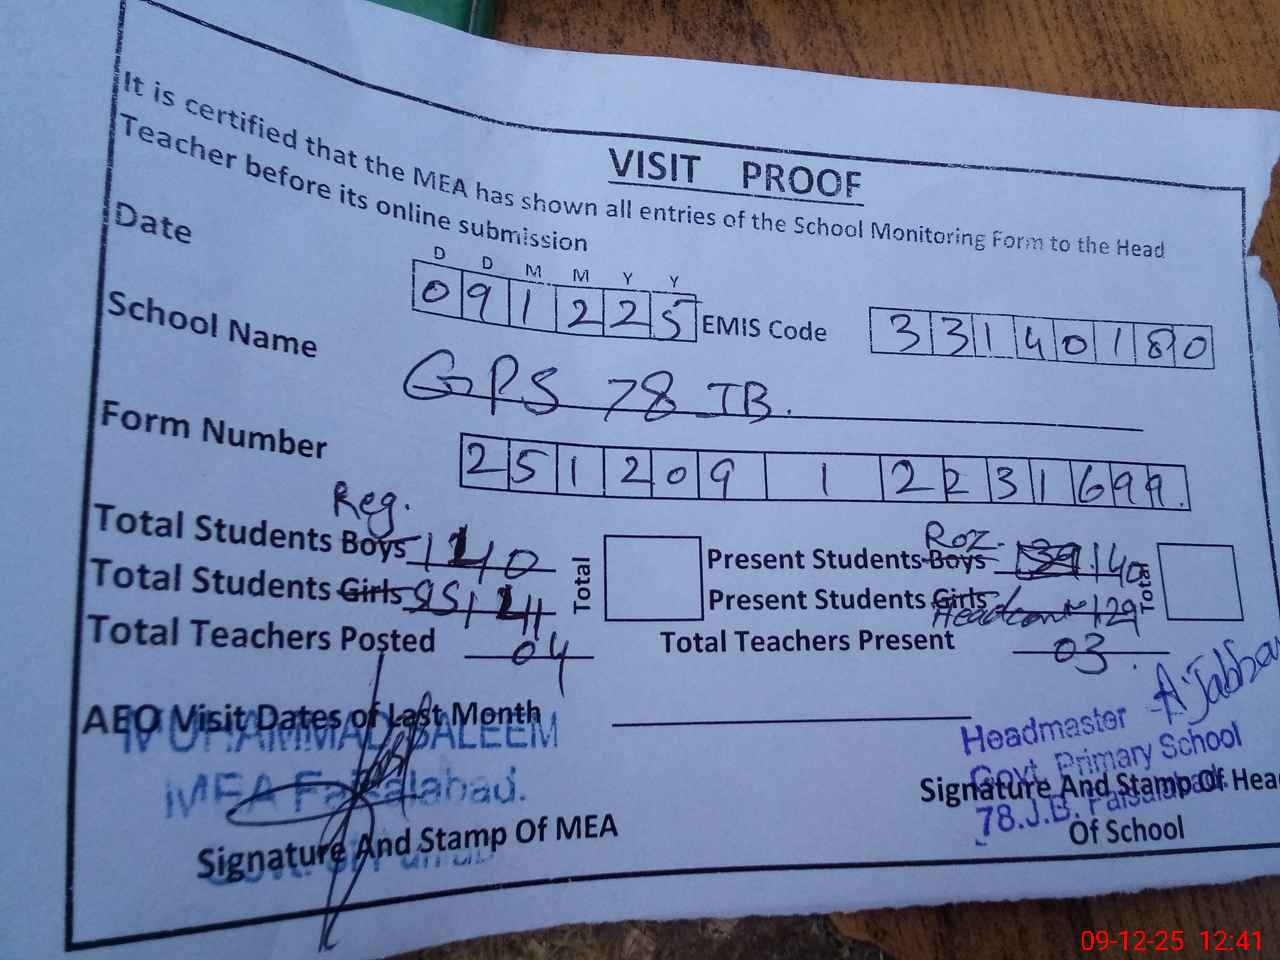 VISIT PROOF
It is certified that the MEA has shown all entries of the School Monitoring Form to the Head
Teacher before its online submission
Date D D M M Y Y
0 9 1 2 2 5 EMIS Code 3 3 1 4 0 1 8 0
School Name GPS 78 JB.
Form Number 2 5 1 2 0 9 1 2 2 3 1 6 9 9.
Reg. Roz.
Total Students Boys 140 Total Present Students Boys 139 140 Total
Total Students Girls Present Students Girls Headcount 129
Total Teachers Posted 04 Total Teachers Present 03
A. Jabbar
AEO Visit Dates of Last Month
MUHAMMAD SALEEM
MEA Faisalabad.
Signature And Stamp Of MEA
Headmaster
Govt. Primary School
78.J.B. Faisalabad.
Signature And Stamp Of Hea
Of School
09-12-25 12:41